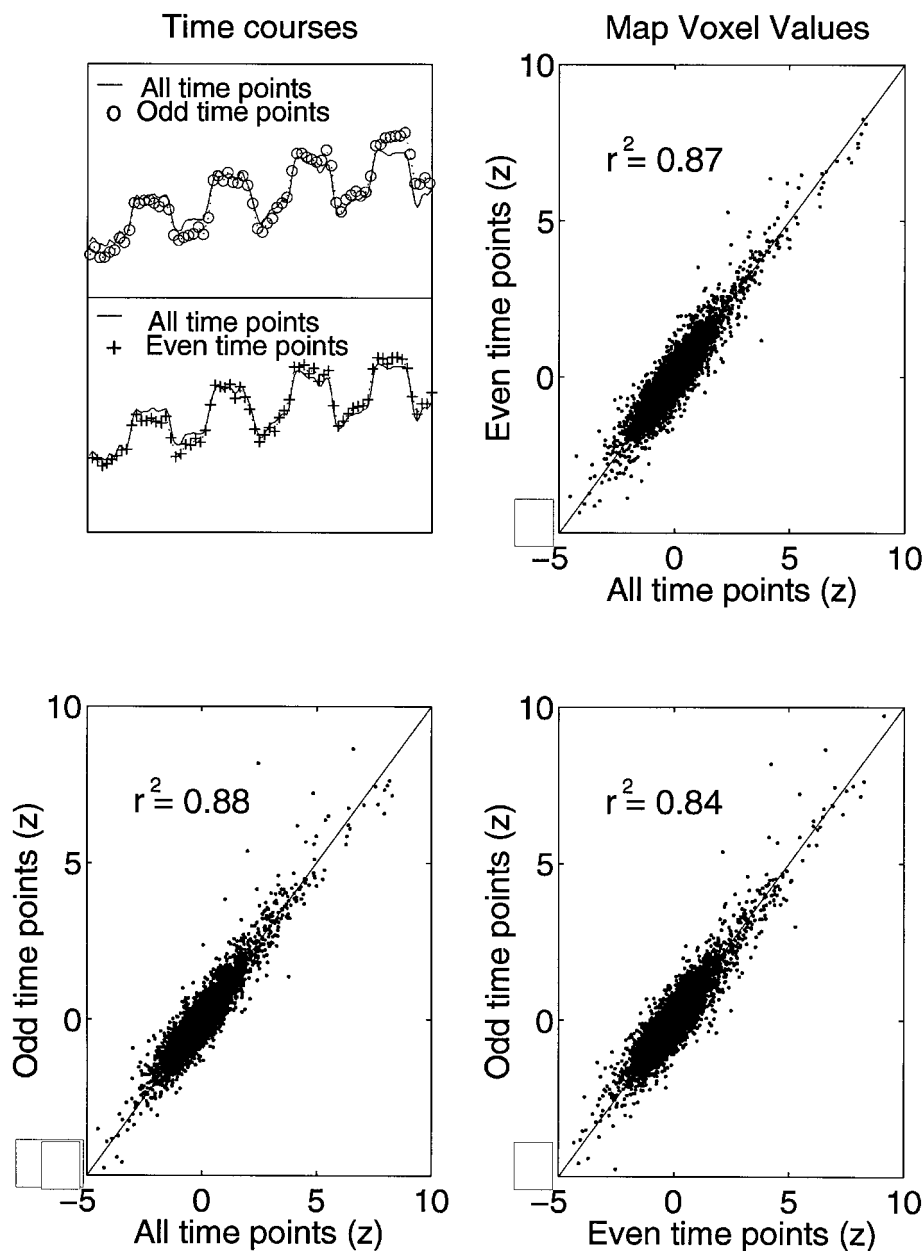 Time courses
All time points
Odd time points
All time points
Even time points
Map Voxel Values
10
5
0
r² = 0.87
Even time points (z)
−5 0 5 10
All time points (z)
10
5
0
r² = 0.88
Odd time points (z)
−5 0 5 10
All time points (z)
10
5
0
r² = 0.84
Odd time points (z)
−5 0 5 10
Even time points (z)